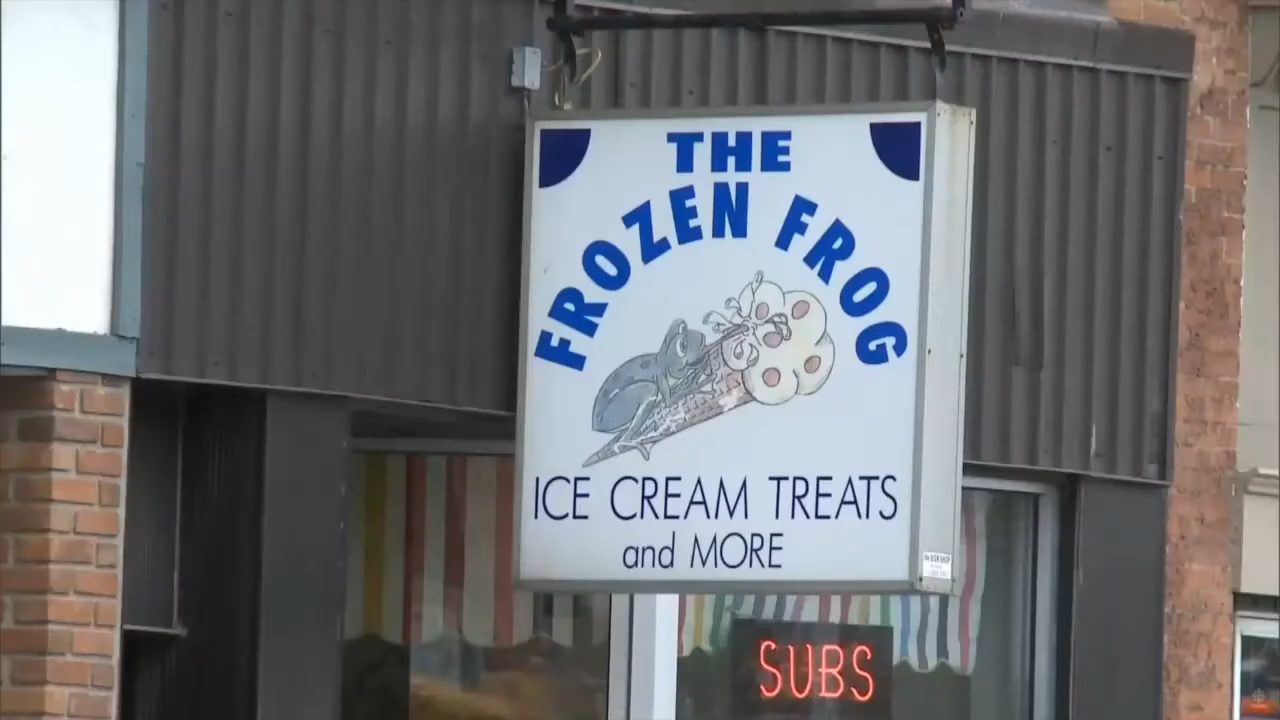 THE
FROZEN FROG
ICE CREAM TREATS
and MORE
SUBS